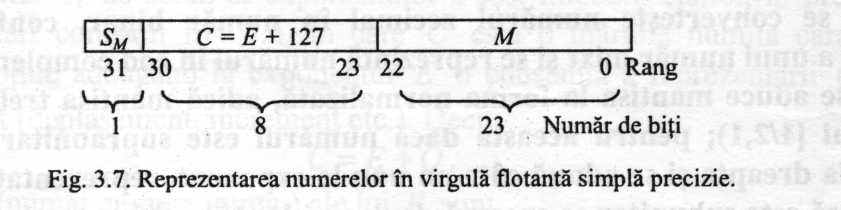 S_M C = E + 127 M
31 30 23 22 0 Rang
1 8 23 Număr de biți
Fig. 3.7. Reprezentarea numerelor în virgulă flotantă simplă precizie.